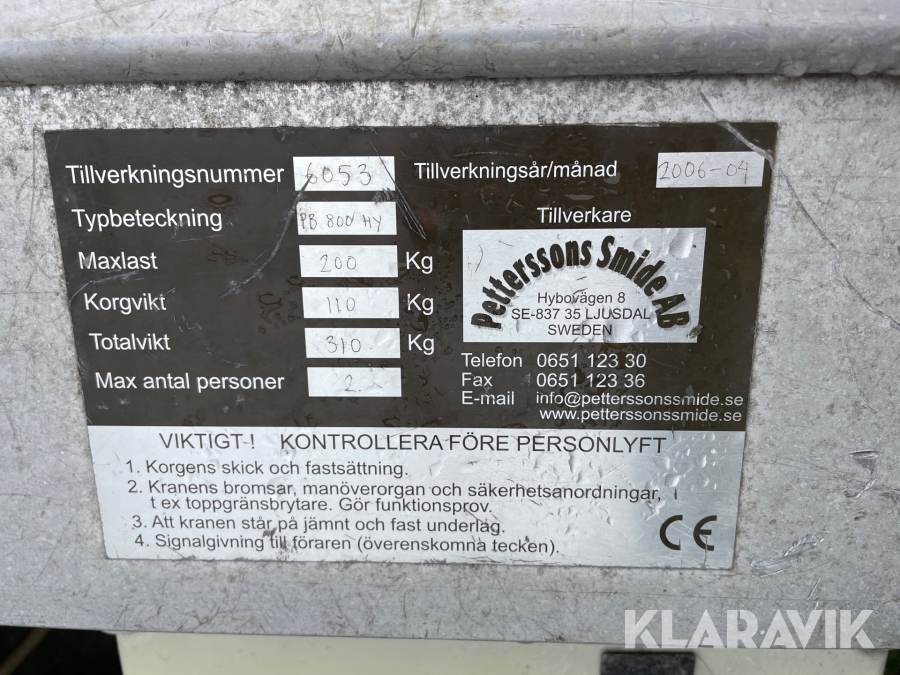 Tillverkningsnummer 6053 Tillverkningsår/månad 2006-04
Typbeteckning PB 800 HY
Maxlast 200 Kg
Korgvikt 110 Kg
Totalvikt 310 Kg
Max antal personer 2
Tillverkare
Petterssons Smide AB
Hybovägen 8
SE-837 35 LJUSDAL
SWEDEN
Telefon 0651 123 30
Fax 0651 123 36
E-mail info@petterssonssmide.se
www.petterssonssmide.se
VIKTIGT! KONTROLLERA FÖRE PERSONLYFT
1. Korgens skick och fastsättning.
2. Kranens bromsar, manöverorgan och säkerhetsanordningar,
t ex toppgränsbrytare. Gör funktionsprov.
3. Att kranen står på jämnt och fast underlag.
4. Signalgivning till föraren (överenskomna tecken).
CE
KLARAVIK